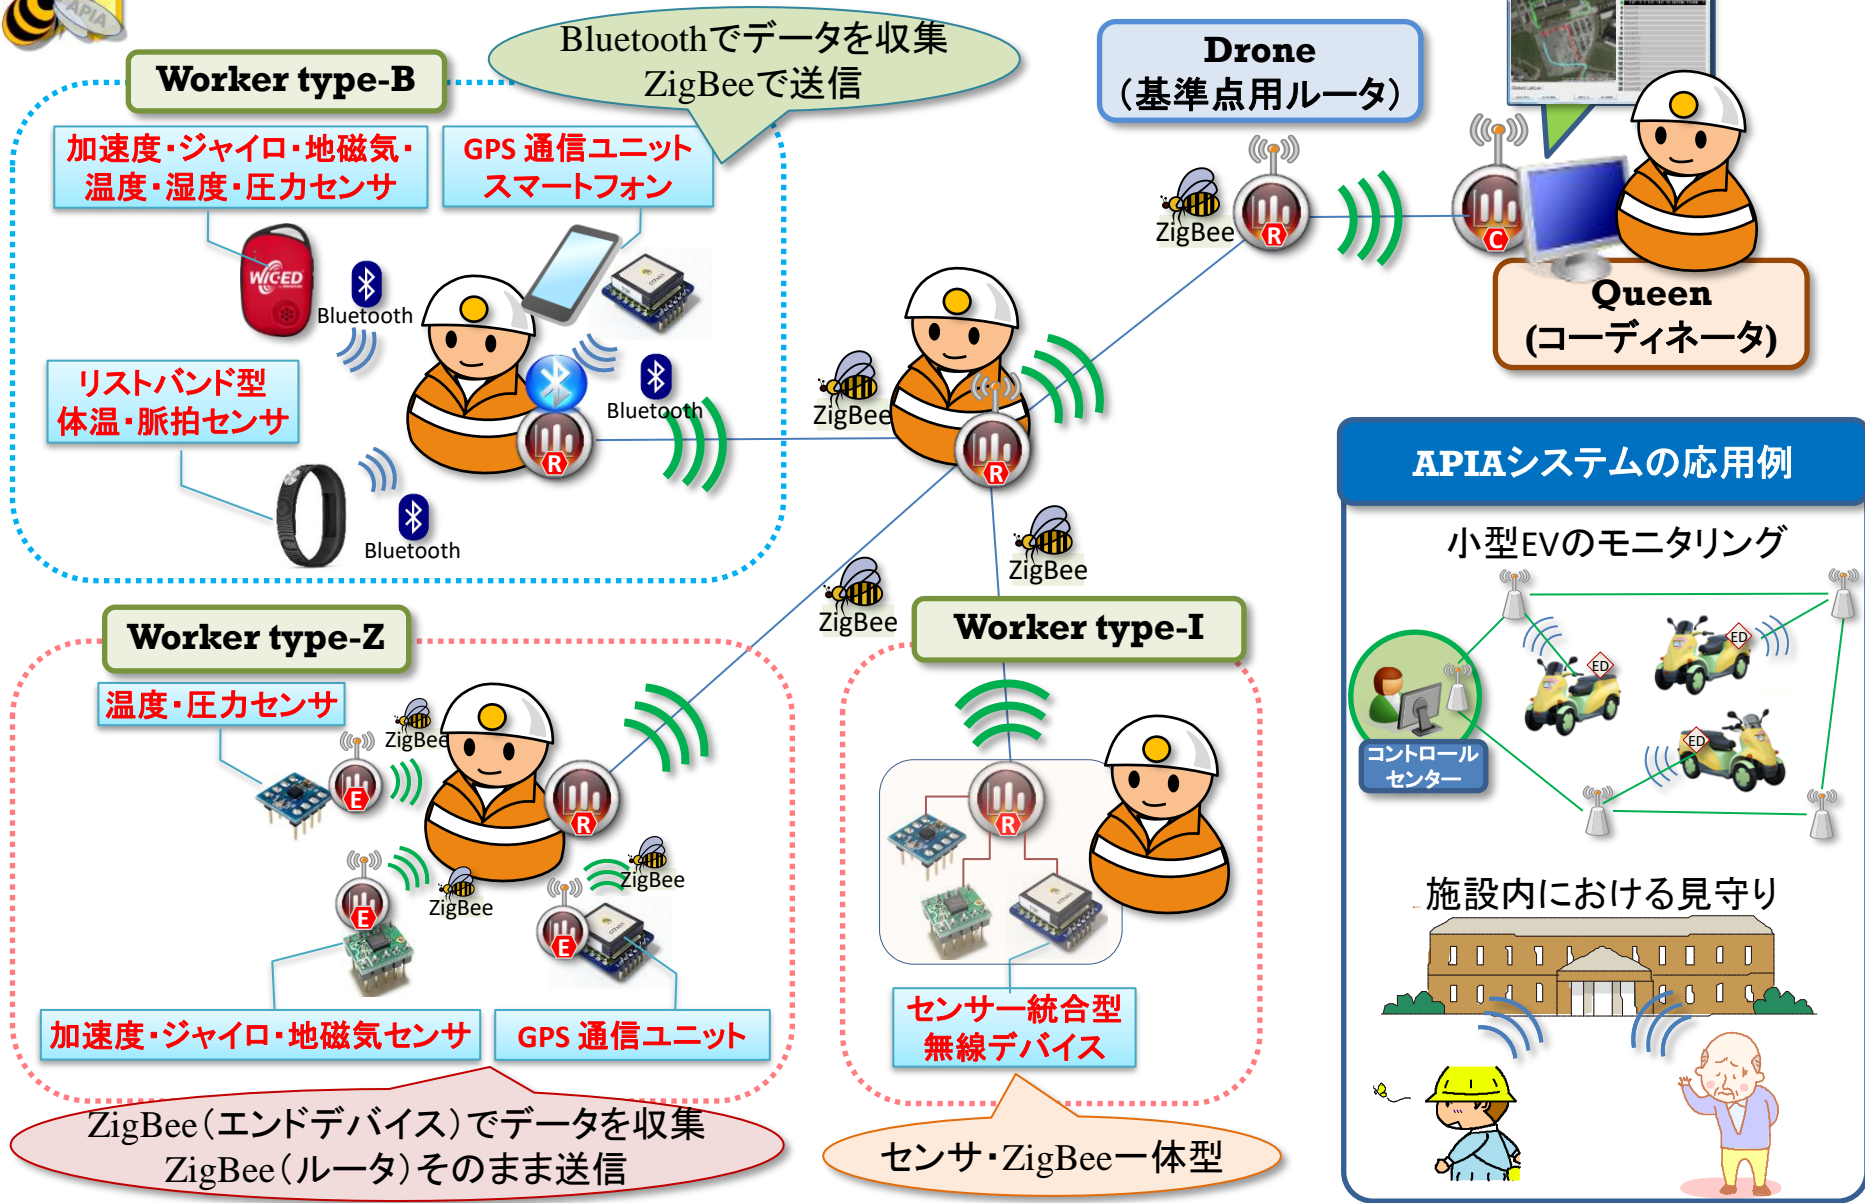 APIA
Bluetoothでデータを収集
ZigBeeで送信
Worker type-B
加速度・ジャイロ・地磁気・
温度・湿度・圧力センサ
GPS 通信ユニット
スマートフォン
WICED
Bluetooth
Bluetooth
リストバンド型
体温・脈拍センサ
Bluetooth
R
ZigBee
R
Drone
（基準点用ルータ）
ZigBee
R
C
Queen
(コーディネータ)
ZigBee
ZigBee
Worker type-Z
温度・圧力センサ
ZigBee
E
R
E
ZigBee
ZigBee
E
加速度・ジャイロ・地磁気センサ
GPS 通信ユニット
ZigBee（エンドデバイス）でデータを収集
ZigBee（ルータ）そのまま送信
Worker type-I
R
センサー統合型
無線デバイス
センサ・ZigBee一体型
APIAシステムの応用例
小型EVのモニタリング
ED
ED
ED
コントロール
センター
施設内における見守り